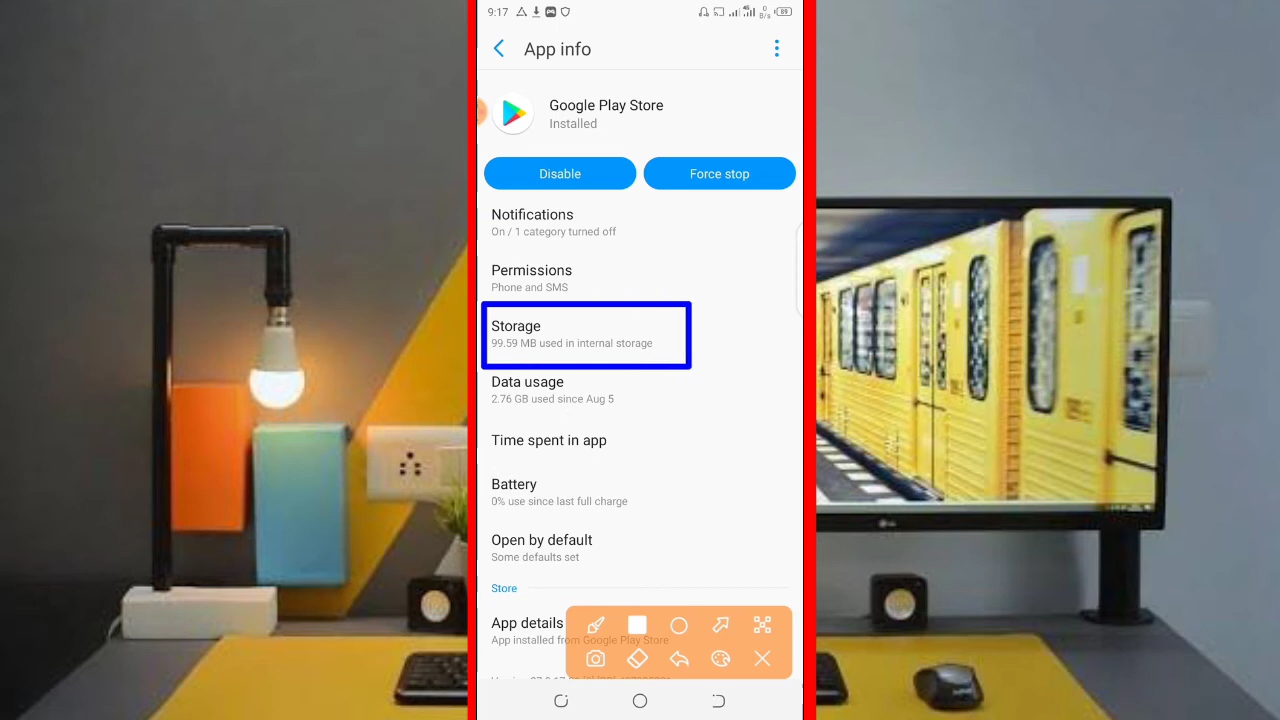 9:17
0
B/s
89
App info
Google Play Store
Installed
Disable
Force stop
Notifications
On / 1 category turned off
Permissions
Phone and SMS
Storage
99.59 MB used in internal storage
Data usage
2.76 GB used since Aug 5
Time spent in app
Battery
0% use since last full charge
Open by default
Some defaults set
Store
App details
App installed from Google Play Store
LG